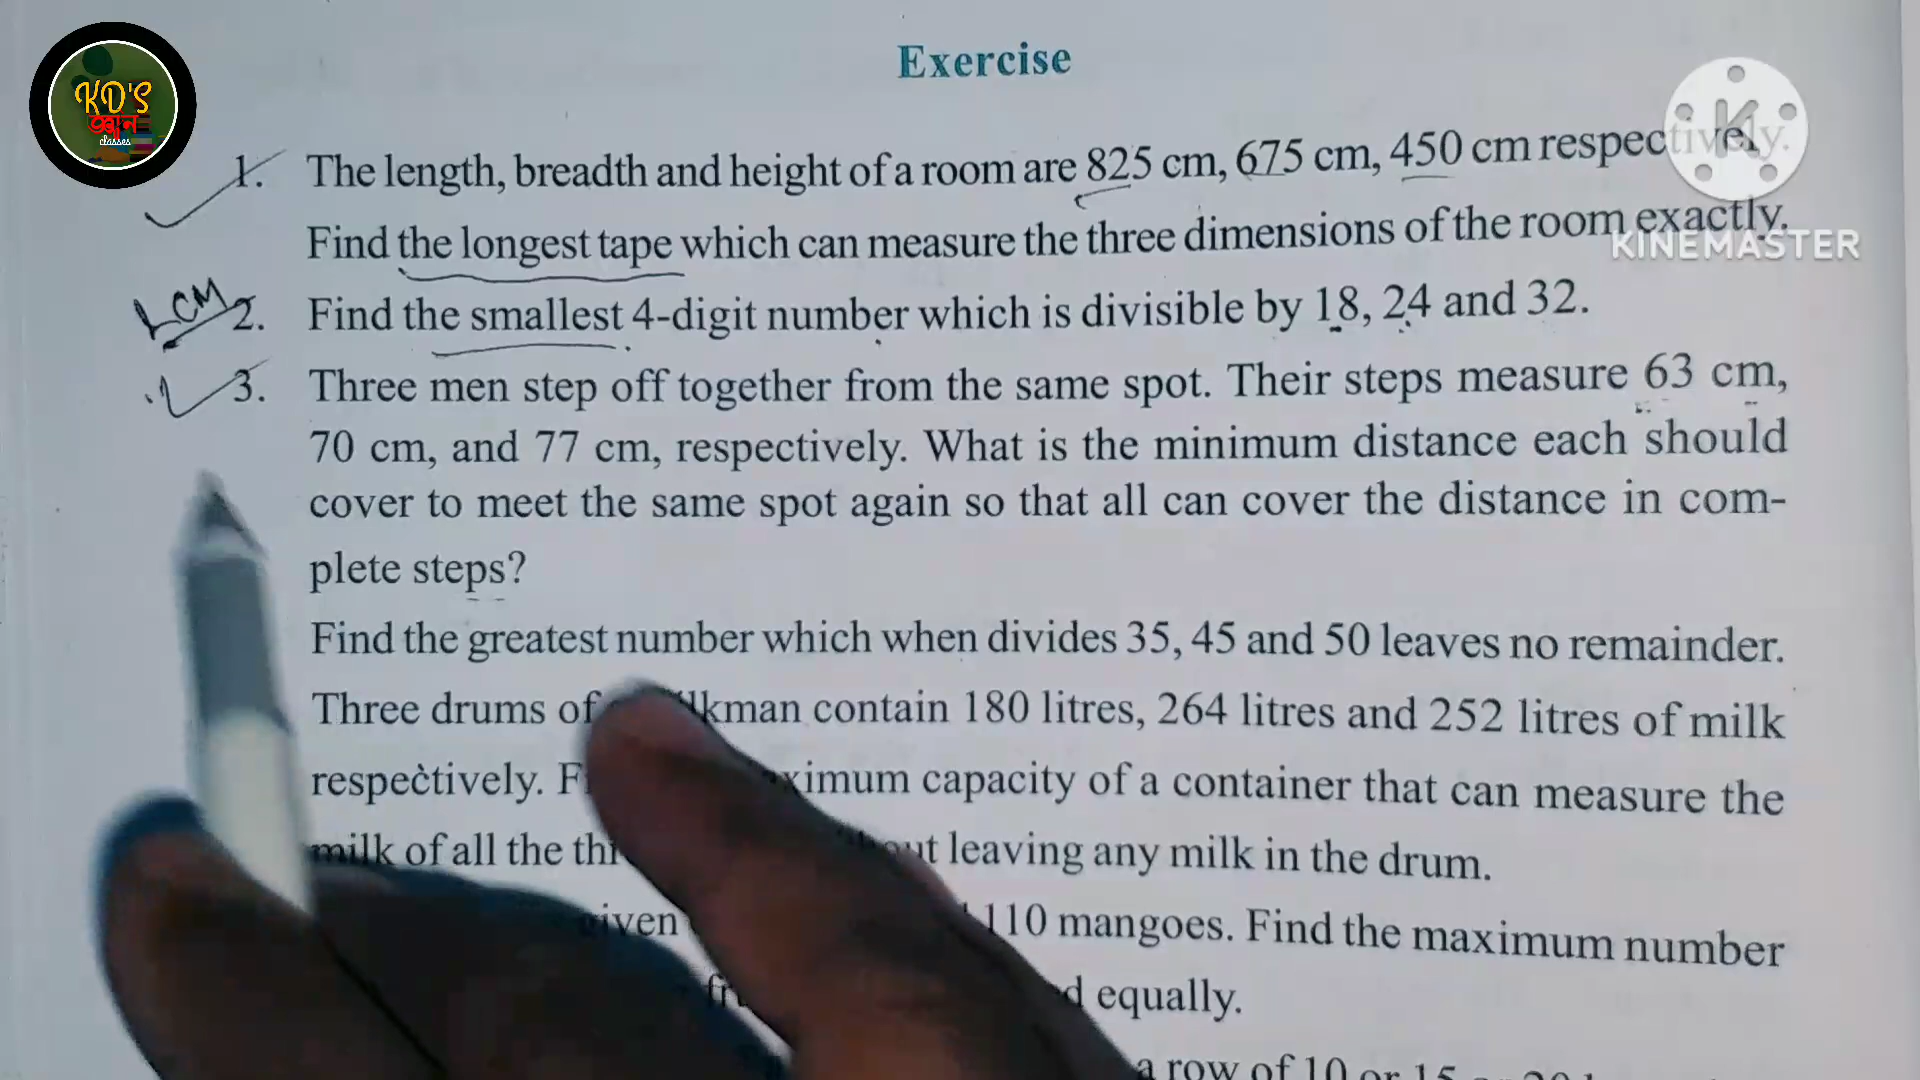 Exercise
KD'S
জ্ঞান
classes
1. The length, breadth and height of a room are 825 cm, 675 cm, 450 cm respectively.
Find the longest tape which can measure the three dimensions of the room exactly.
KINEMASTER
LCM
2. Find the smallest 4-digit number which is divisible by 18, 24 and 32.
3. Three men step off together from the same spot. Their steps measure 63 cm,
70 cm, and 77 cm, respectively. What is the minimum distance each should
cover to meet the same spot again so that all can cover the distance in com-
plete steps?
Find the greatest number which when divides 35, 45 and 50 leaves no remainder.
Three drums of contain 180 litres, 264 litres and 252 litres of milk
respectively. capacity of a container that can measure the
milk of all the leaving any milk in the drum.
given 110 mangoes. Find the maximum number
equally.
a row of 10 or 15